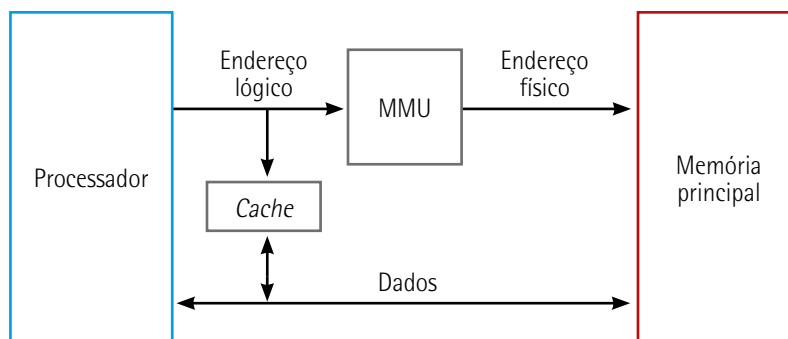 Endereço
lógico
MMU
Endereço
físico
Processador
Cache
Memória
principal
Dados